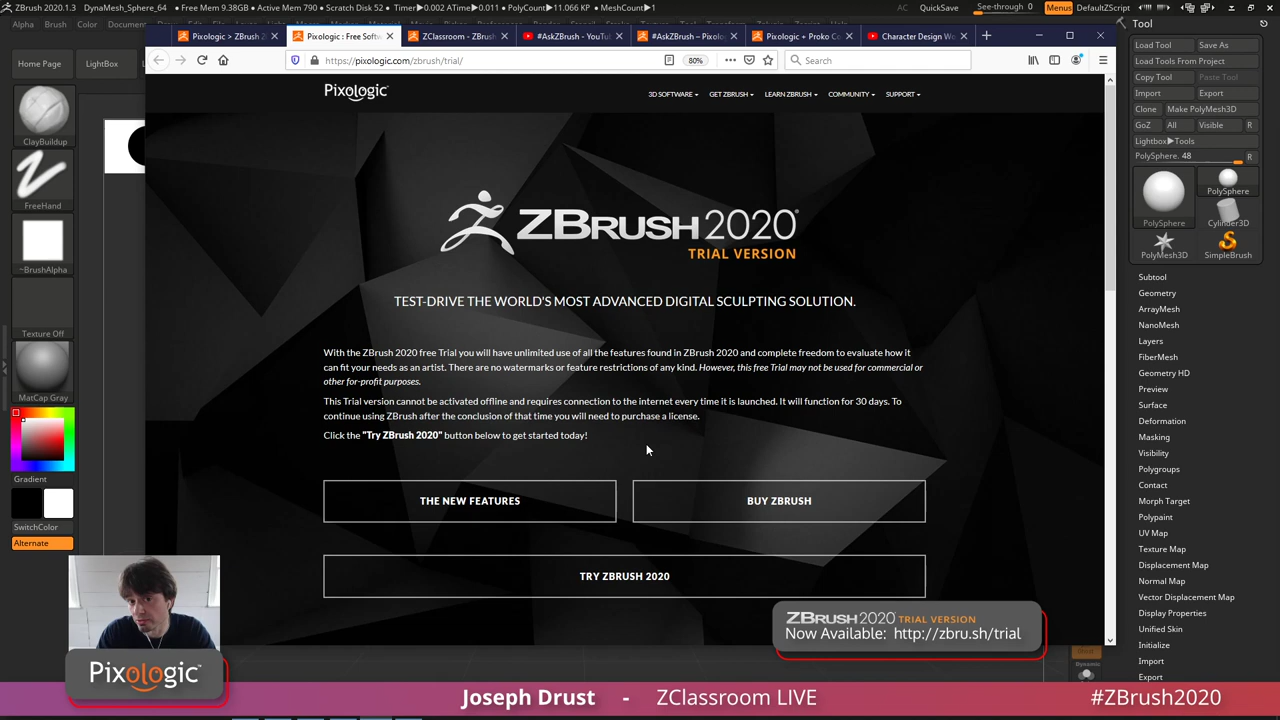 ZBrush 2020.1.3 DynaMesh_Sphere_64 • Free Mem 9.38GB • Active Mem 790 • Scratch Disk 52 • Timer▶0.002 ATime▶0.011 • PolyCount▶11.066 KP • MeshCount▶1 AC QuickSave See-through 0 Menus DefaultZScript
Alpha Brush Color Document
Tool
Pixologic > ZBrush 2
Pixologic : Free Softw
ZClassroom - ZBrush
#AskZBrush - YouTu
#AskZBrush – Pixolo
Pixologic + Proko Co
Character Design Wo
https://pixologic.com/zbrush/trial/
80%
Search
Home Page
LightBox
ClayBuildup
FreeHand
~BrushAlpha
Texture Off
MatCap Gray
Gradient
SwitchColor
Alternate
Pixologic
3D SOFTWARE
GET ZBRUSH
LEARN ZBRUSH
COMMUNITY
SUPPORT
ZBRUSH 2020®
TRIAL VERSION
TEST-DRIVE THE WORLD'S MOST ADVANCED DIGITAL SCULPTING SOLUTION.
With the ZBrush 2020 free Trial you will have unlimited use of all the features found in ZBrush 2020 and complete freedom to evaluate how it
can fit your needs as an artist. There are no watermarks or feature restrictions of any kind. However, this free Trial may not be used for commercial or
other for-profit purposes.
This Trial version cannot be activated offline and requires connection to the internet every time it is launched. It will function for 30 days. To
continue using ZBrush after the conclusion of that time you will need to purchase a license.
Click the "Try ZBrush 2020" button below to get started today!
THE NEW FEATURES
BUY ZBRUSH
TRY ZBRUSH 2020
Load Tool Save As
Load Tools From Project
Copy Tool Paste Tool
Import Export
Clone Make PolyMesh3D
GoZ All Visible R
Lightbox▶Tools
PolySphere. 48 R
PolySphere
PolySphere
Cylinder3D
PolyMesh3D
SimpleBrush
Subtool
Geometry
ArrayMesh
NanoMesh
Layers
FiberMesh
Geometry HD
Preview
Surface
Deformation
Masking
Visibility
Polygroups
Contact
Morph Target
Polypaint
UV Map
Texture Map
Displacement Map
Normal Map
Vector Displacement Map
Display Properties
Unified Skin
Initialize
Import
Export
Dynamic
ZBRUSH 2020 TRIAL VERSION
Now Available: http://zbru.sh/trial
Pixologic™
Joseph Drust - ZClassroom LIVE
#ZBrush2020